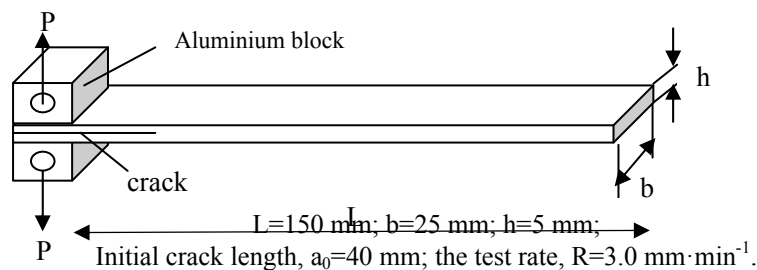 P
Aluminium block
h
crack
b
L
P
L=150 mm; b=25 mm; h=5 mm;
Initial crack length, a₀=40 mm; the test rate, R=3.0 mm·min⁻¹.